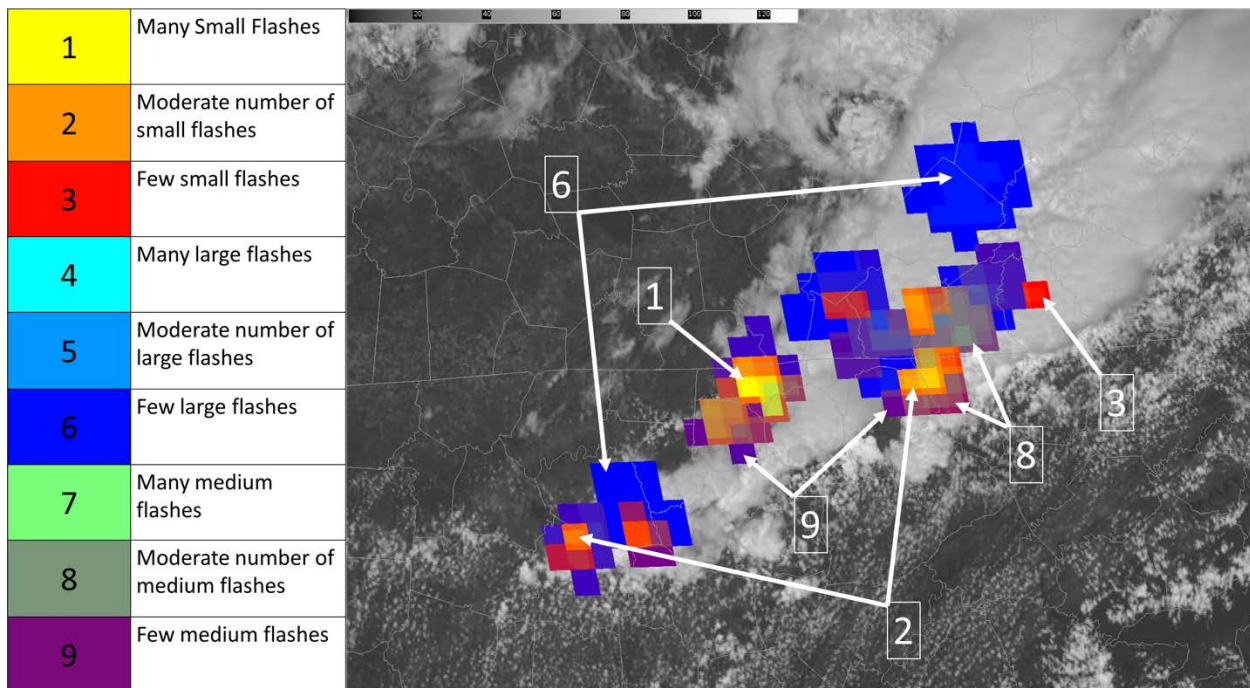 1
Many Small Flashes
2
Moderate number of
small flashes
3
Few small flashes
4
Many large flashes
5
Moderate number of
large flashes
6
Few large flashes
7
Many medium
flashes
8
Moderate number of
medium flashes
9
Few medium flashes
20 40 60 80 100 120
6
1
3
8
9
2